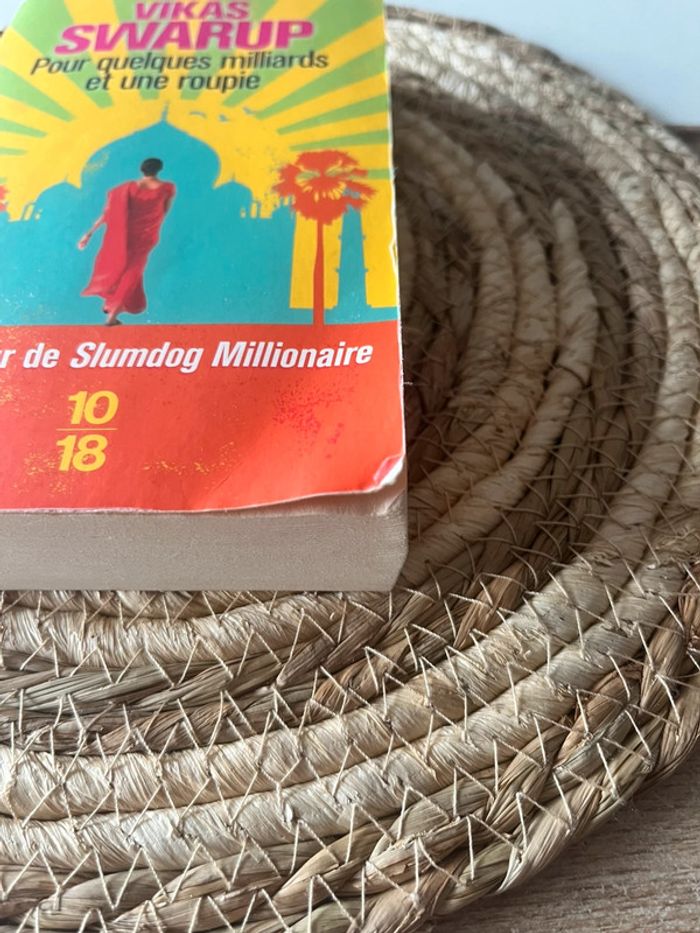 VIKAS
SWARUP
Pour quelques milliards
et une roupie
r de Slumdog Millionaire
10
18